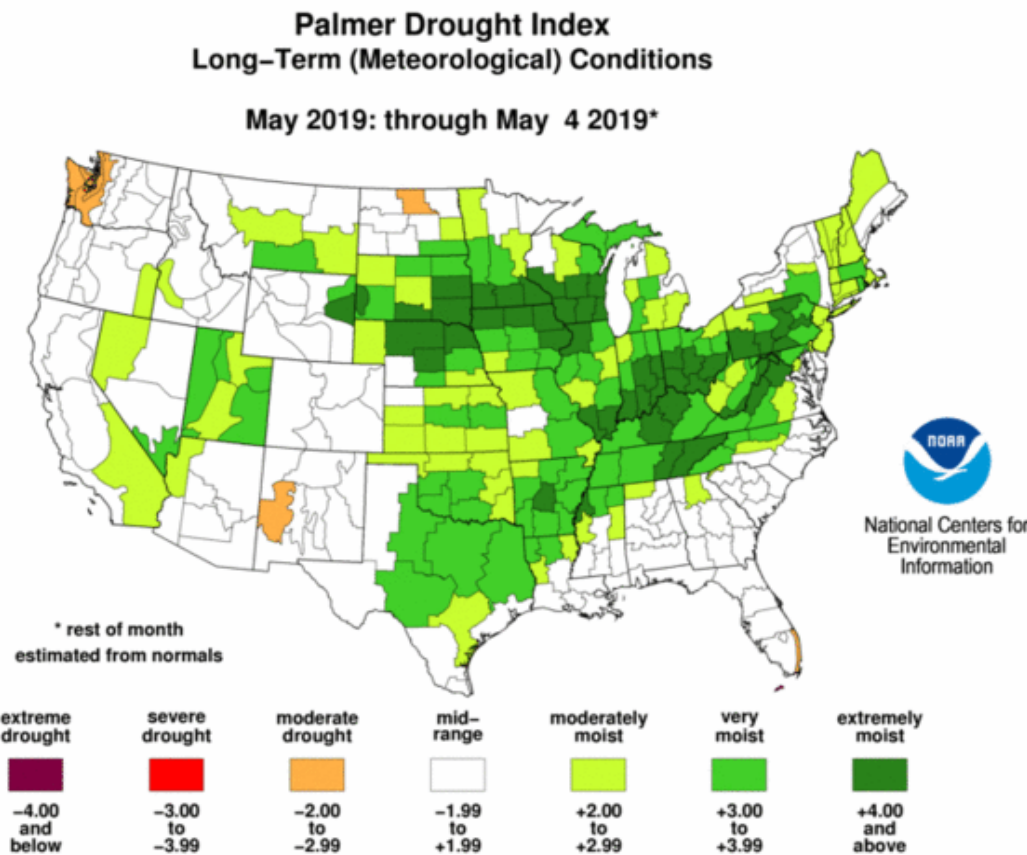 Palmer Drought Index
Long−Term (Meteorological) Conditions
May 2019: through May 4 2019*
NOAA
National Centers for
Environmental
Information
* rest of month
estimated from normals
extreme drought
severe drought
moderate drought
mid− range
moderately moist
very moist
extremely moist
−4.00 and below
−3.00 to −3.99
−2.00 to −2.99
−1.99 to +1.99
+2.00 to +2.99
+3.00 to +3.99
+4.00 and above